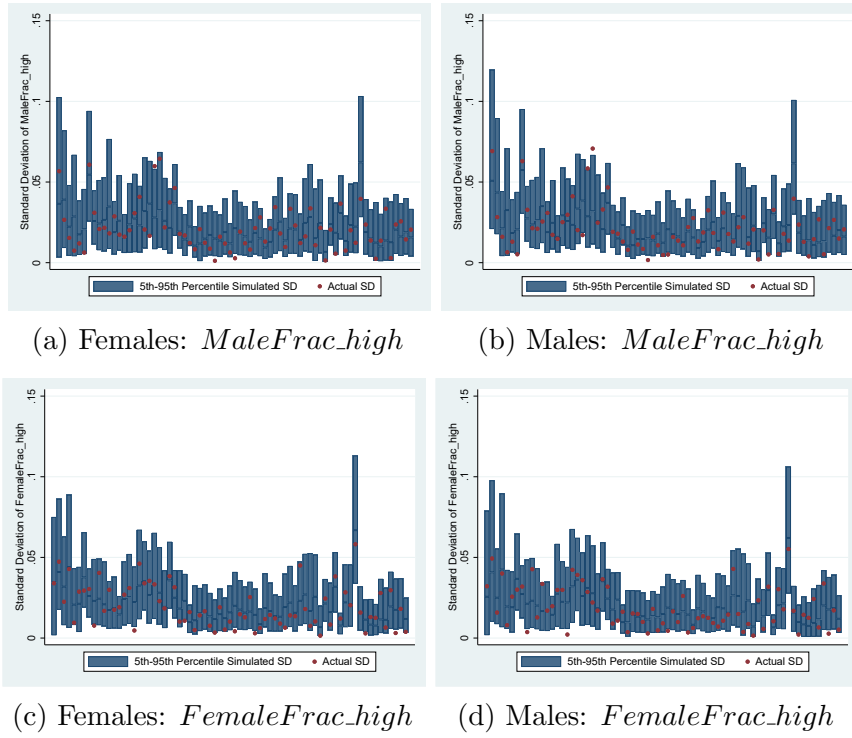 .15
.1
.05
0
Standard Deviation of MaleFrac_high
5th-95th Percentile Simulated SD
Actual SD
(a) Females: MaleFrac_high
.15
.1
.05
0
Standard Deviation of MaleFrac_high
5th-95th Percentile Simulated SD
Actual SD
(b) Males: MaleFrac_high
.15
.1
.05
0
Standard Deviation of FemaleFrac_high
5th-95th Percentile Simulated SD
Actual SD
(c) Females: FemaleFrac_high
.15
.1
.05
0
Standard Deviation of FemaleFrac_high
5th-95th Percentile Simulated SD
Actual SD
(d) Males: FemaleFrac_high